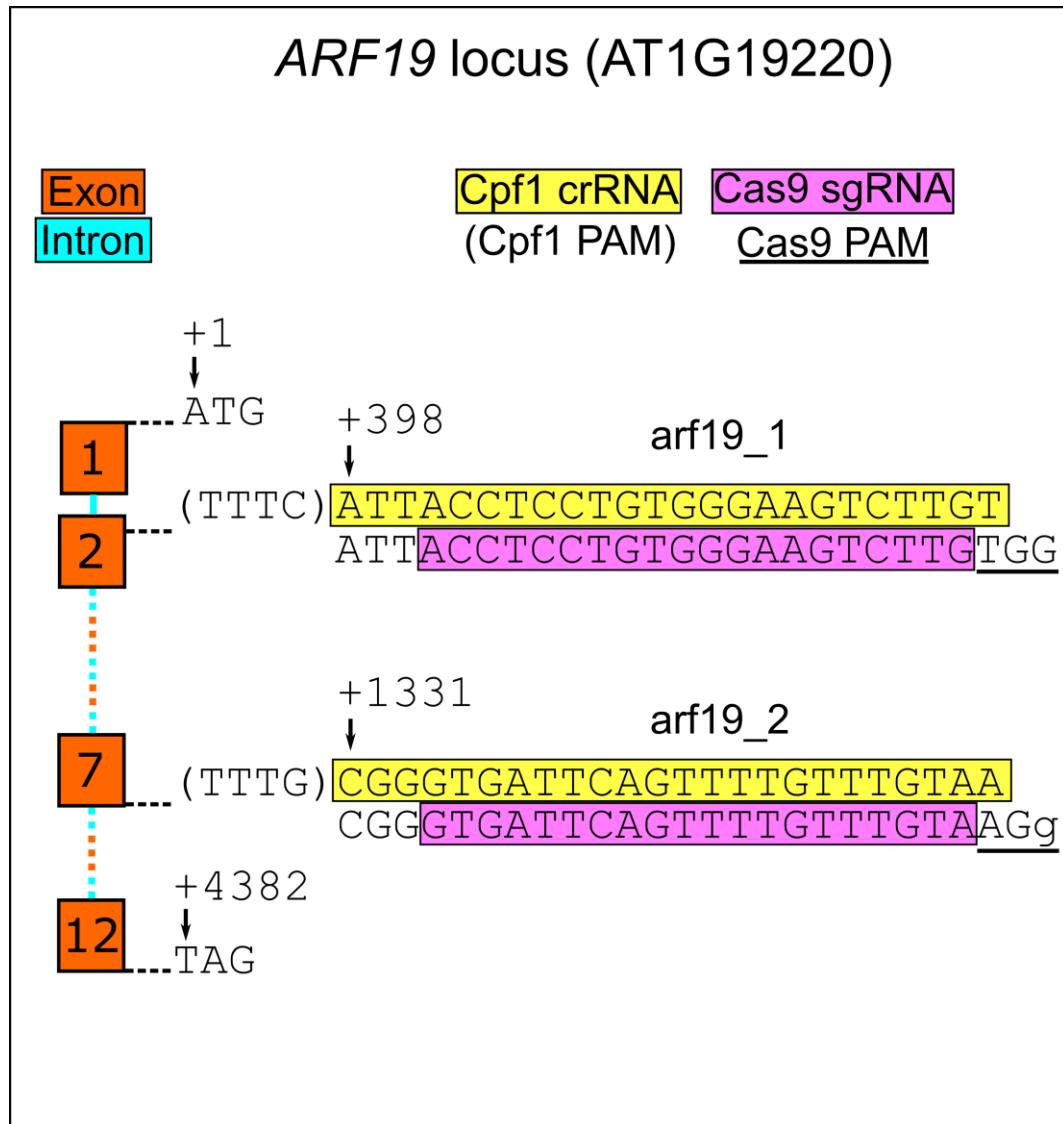 ARF19 locus (AT1G19220)
Exon
Intron
Cpf1 crRNA
(Cpf1 PAM)
Cas9 sgRNA
Cas9 PAM
+1
ATG
1
+398
arf19_1
(TTTC) ATTACCTCCTGTGGGAAGTCTTGT
2
ATTACCTCCTGTGGGAAGTCTTGTGG
+1331
arf19_2
7
(TTTG) CGGGTGATTCAGTTTTGTTTGTAA
CGGGTGATTCAGTTTTGTTTGTAAGg
+4382
12
TAG